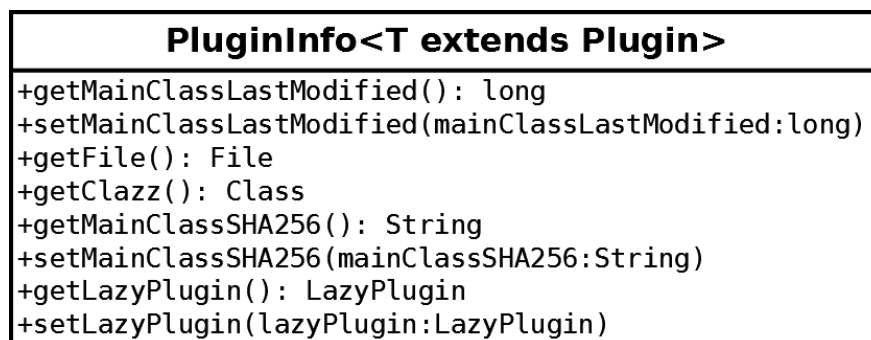 PluginInfo<T extends Plugin>
+getMainClassLastModified(): long
+setMainClassLastModified(mainClassLastModified:long)
+getFile(): File
+getClazz(): Class
+getMainClassSHA256(): String
+setMainClassSHA256(mainClassSHA256:String)
+getLazyPlugin(): LazyPlugin
+setLazyPlugin(lazyPlugin:LazyPlugin)